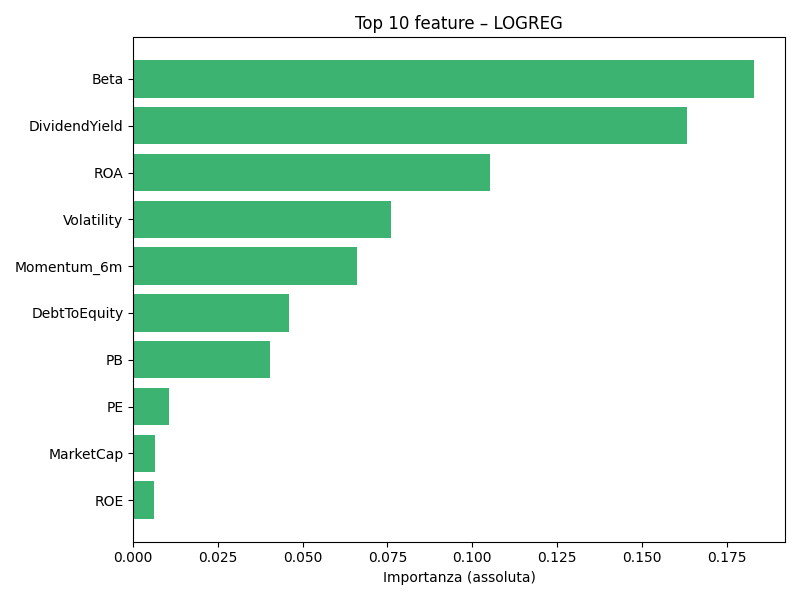 Top 10 feature – LOGREG
Beta
DividendYield
ROA
Volatility
Momentum_6m
DebtToEquity
PB
PE
MarketCap
ROE
0.000 0.025 0.050 0.075 0.100 0.125 0.150 0.175
Importanza (assoluta)